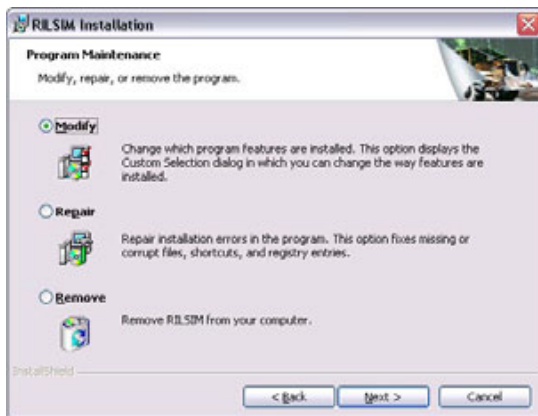 RILSIM Installation
Program Maintenance
Modify, repair, or remove the program.
Modify
Change which program features are installed. This option displays the
Custom Selection dialog in which you can change the way features are
installed.
Repair
Repair installation errors in the program. This option fixes missing or
corrupt files, shortcuts, and registry entries.
Remove
Remove RILSIM from your computer.
InstallShield
< Back
Next >
Cancel